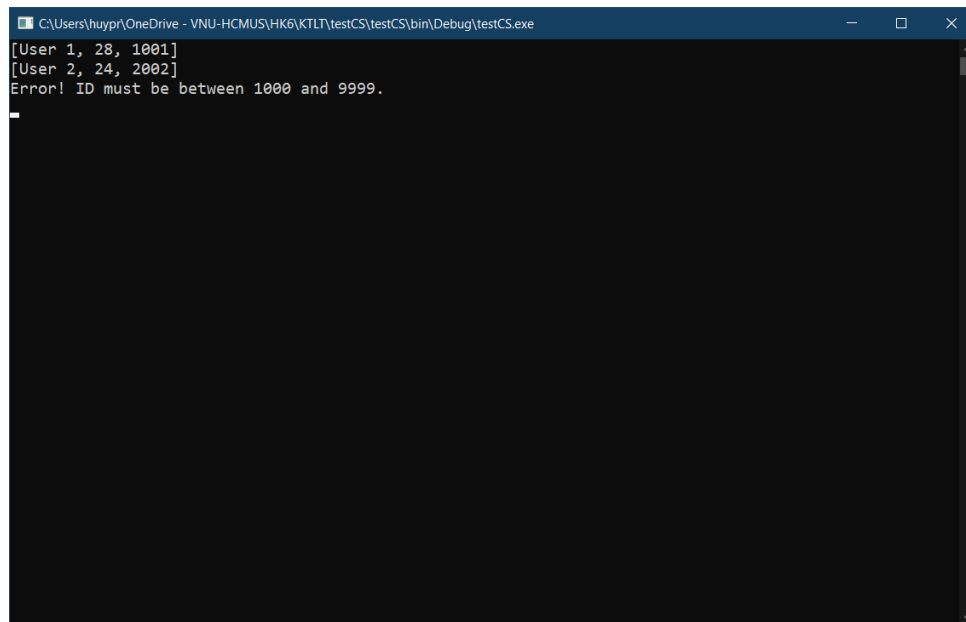 C:\Users\huypr\OneDrive - VNU-HCMUS\HK6\KTLT\testCS\testCS\bin\Debug\testCS.exe
[User 1, 28, 1001]
[User 2, 24, 2002]
Error! ID must be between 1000 and 9999.